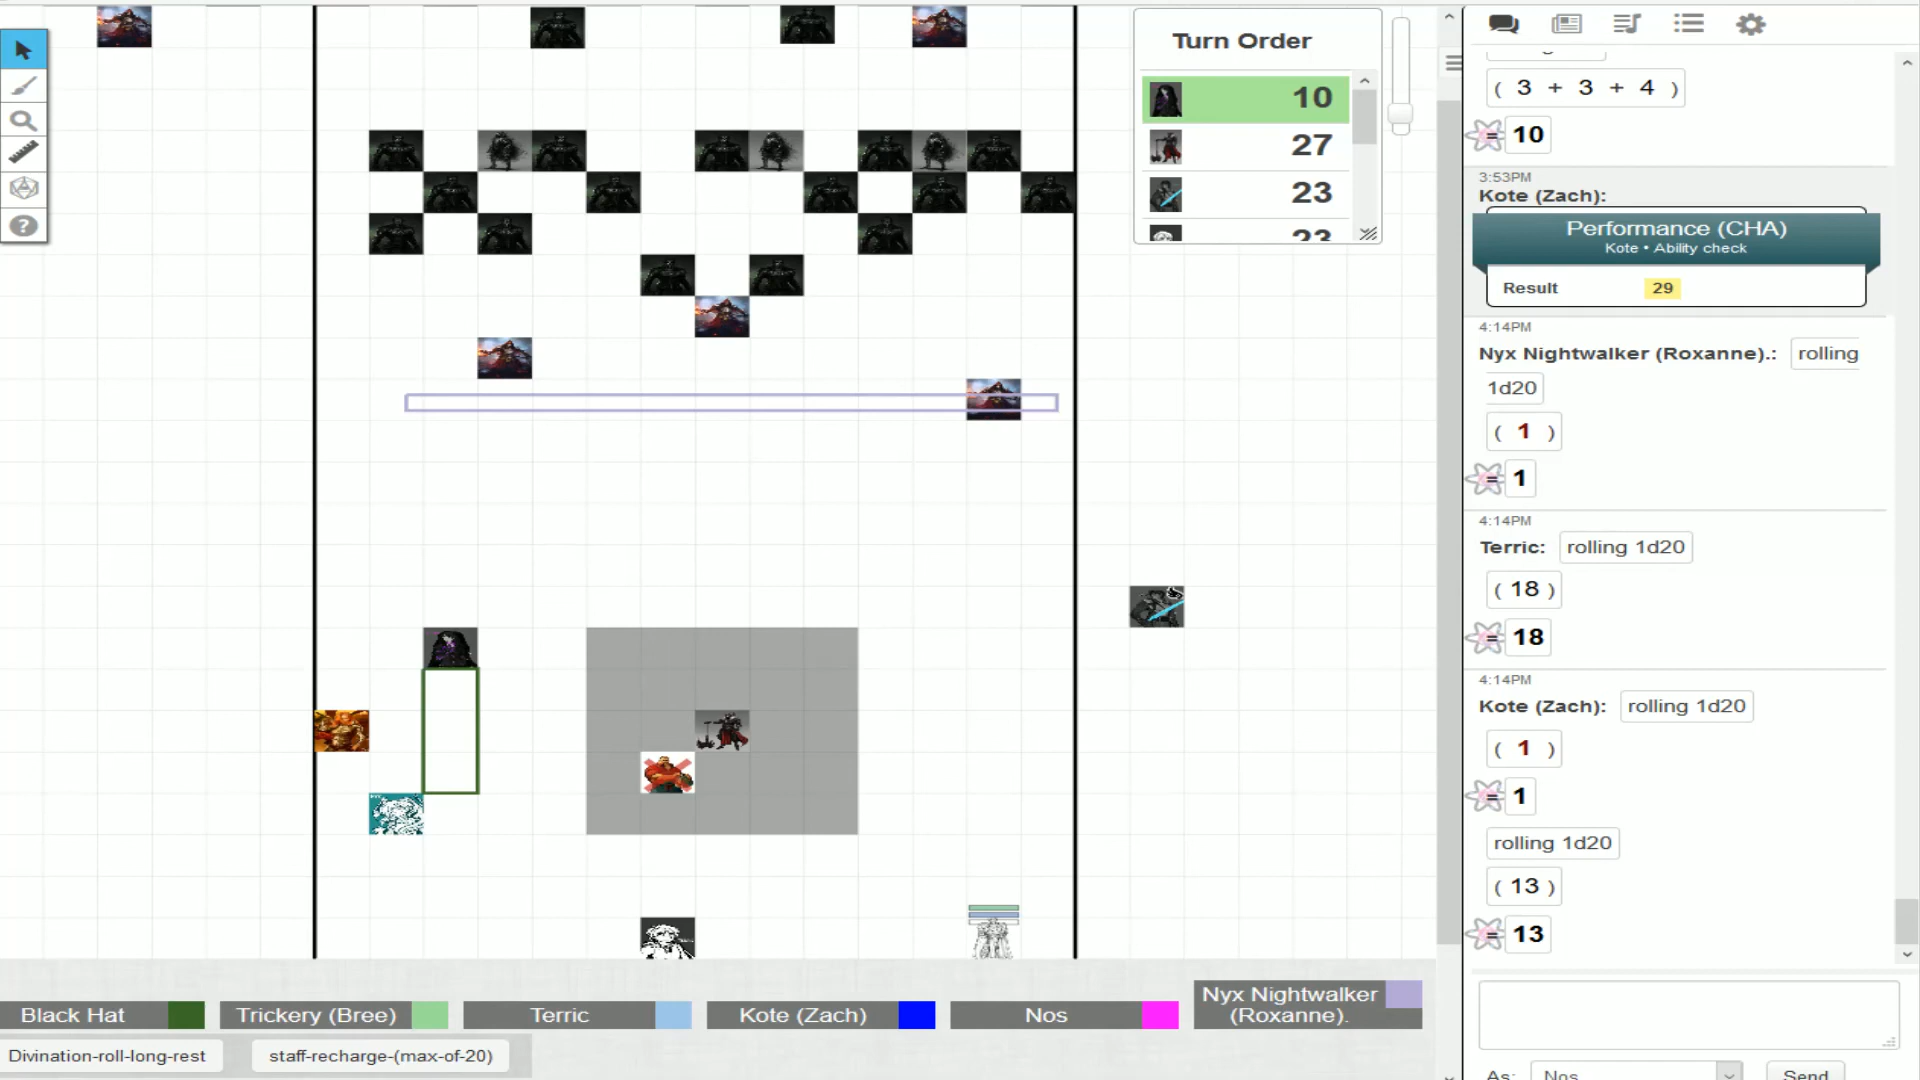 Turn Order
10
27
23
23
( 3 + 3 + 4 )
= 10
3:53PM
Kote (Zach):
Performance (CHA)
Kote • Ability check
Result 29
4:14PM
Nyx Nightwalker (Roxanne).: rolling
1d20
( 1 )
= 1
4:14PM
Terric: rolling 1d20
( 18 )
= 18
4:14PM
Kote (Zach): rolling 1d20
( 1 )
= 1
rolling 1d20
( 13 )
= 13
Black Hat
Trickery (Bree)
Terric
Kote (Zach)
Nos
Nyx Nightwalker
(Roxanne).
Divination-roll-long-rest
staff-recharge-(max-of-20)
As: Nos Send